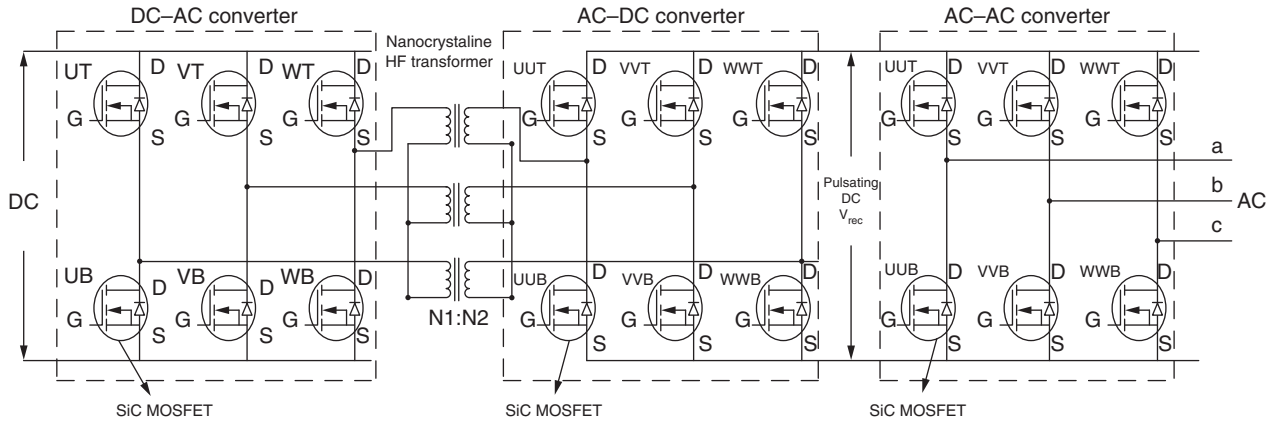 DC–AC converter
Nanocrystaline
HF transformer
AC–DC converter
AC–AC converter
UT D VT D WT D
G S G S G S
UUT D VVT D WWT D
G S G S G S
UUT D VVT D WWT D
G S G S G S
DC
Pulsating
DC
Vrec
a
b
c
AC
UB D VB D WB D
G S G S G S
N1:N2
UUB D VVB D WWB D
G S G S G S
UUB D VVB D WWB D
G S G S G S
SiC MOSFET
SiC MOSFET
SiC MOSFET